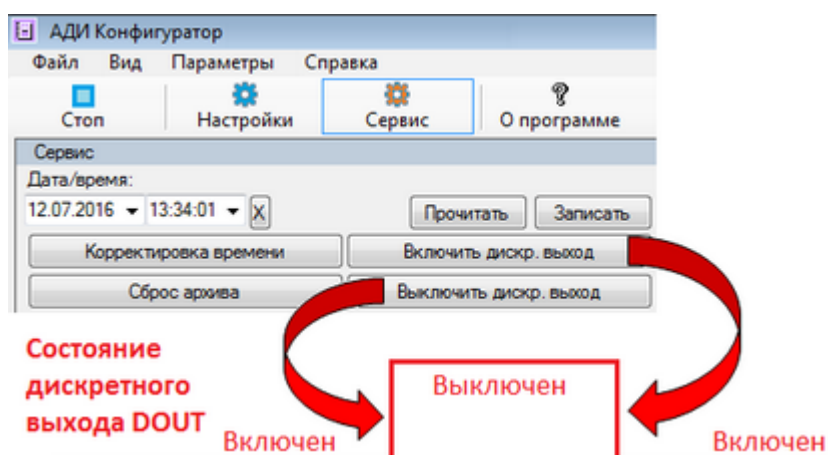 АДИ Конфигуратор
Файл Вид Параметры Справка
Стоп Настройки Сервис О программе
Сервис
Дата/время:
12.07.2016 13:34:01 X Прочитать Записать
Корректировка времени Включить дискр. выход
Сброс архива Выключить дискр. выход
Состояние
дискретного
выхода DOUT
Выключен
Включен Включен